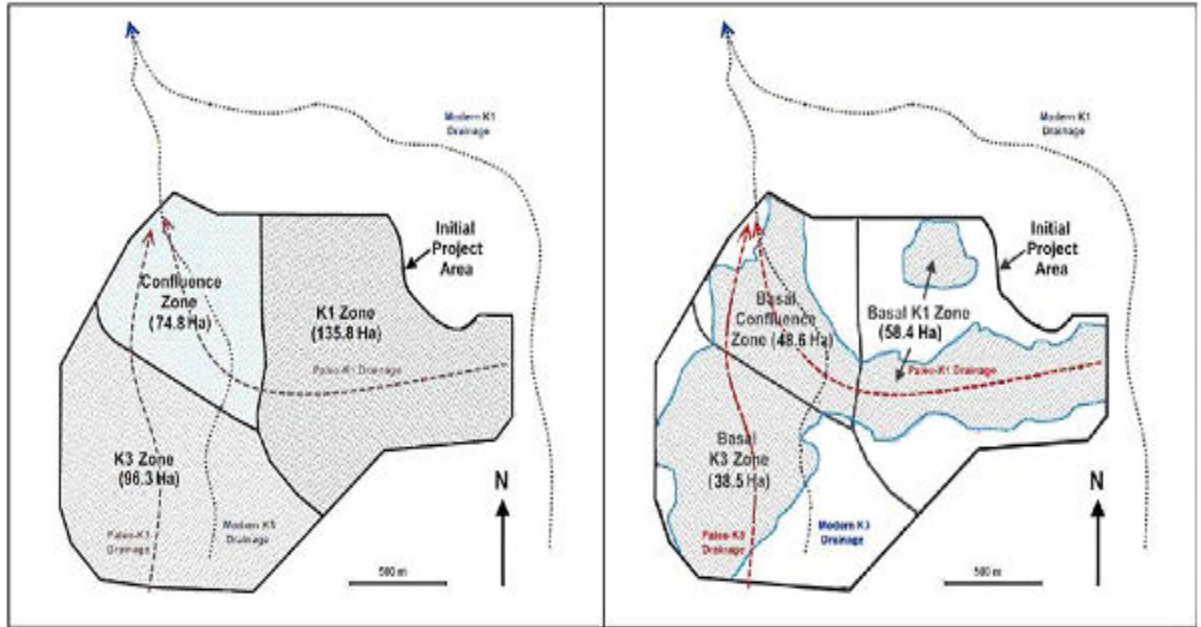 Modern K1
Drainage
Initial
Project
Area
Confluence
Zone
(74.8 Ha)
K1 Zone
(135.8 Ha)
Paleo-K1 Drainage
K3 Zone
(96.3 Ha)
Paleo-K3
Drainage
Modern K3
Drainage
N
500 m
Modern K1
Drainage
Initial
Project
Area
Basal
Confluence
Zone (48.6 Ha)
Basal K1 Zone
(58.4 Ha)
Paleo-K1 Drainage
Basal
K3 Zone
(38.5 Ha)
Paleo-K3
Drainage
Modern K3
Drainage
N
500 m